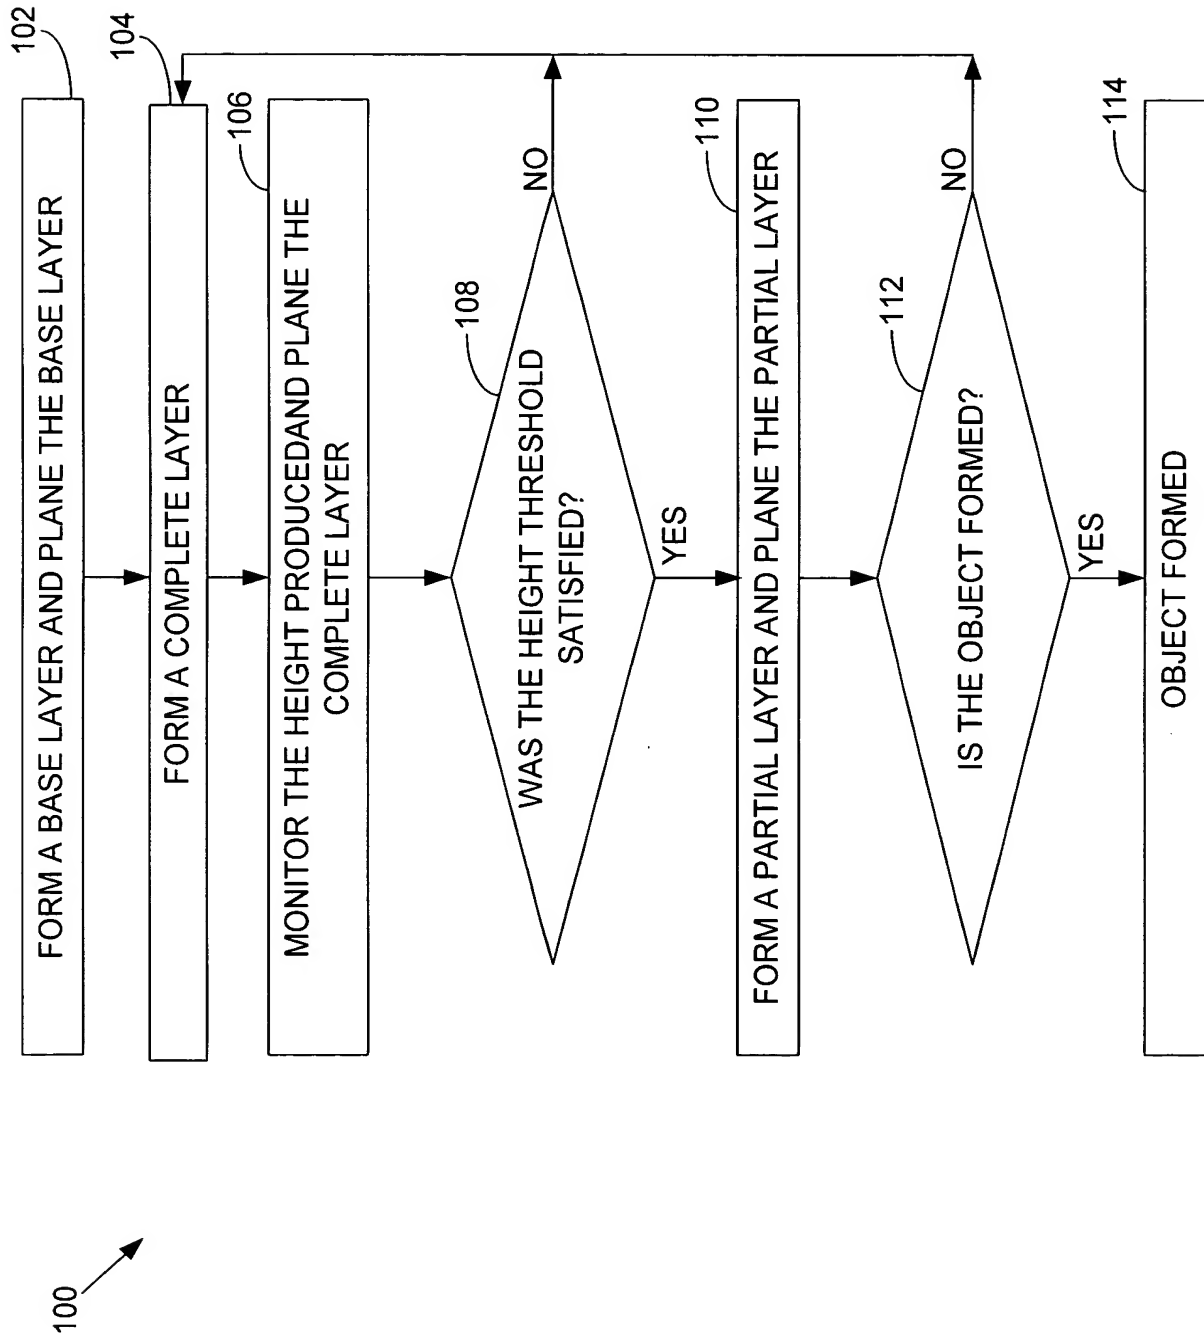 100
102
FORM A BASE LAYER AND PLANE THE BASE LAYER
104
FORM A COMPLETE LAYER
106
MONITOR THE HEIGHT PRODUCEDAND PLANE THE
COMPLETE LAYER
108
WAS THE HEIGHT THRESHOLD
SATISFIED?
NO
YES
110
FORM A PARTIAL LAYER AND PLANE THE PARTIAL LAYER
112
IS THE OBJECT FORMED?
NO
YES
114
OBJECT FORMED